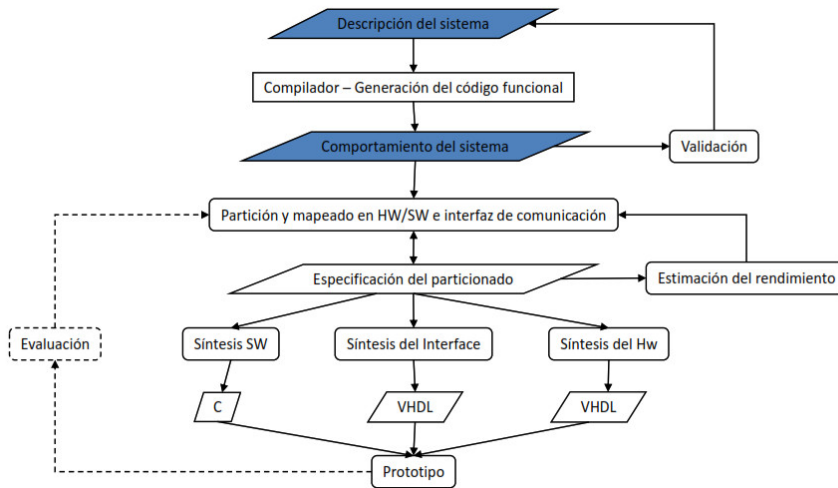 Descripción del sistema
Compilador – Generación del código funcional
Comportamiento del sistema
Validación
Partición y mapeado en HW/SW e interfaz de comunicación
Especificación del particionado
Estimación del rendimiento
Evaluación
Síntesis SW
Síntesis del Interface
Síntesis del Hw
C
VHDL
VHDL
Prototipo